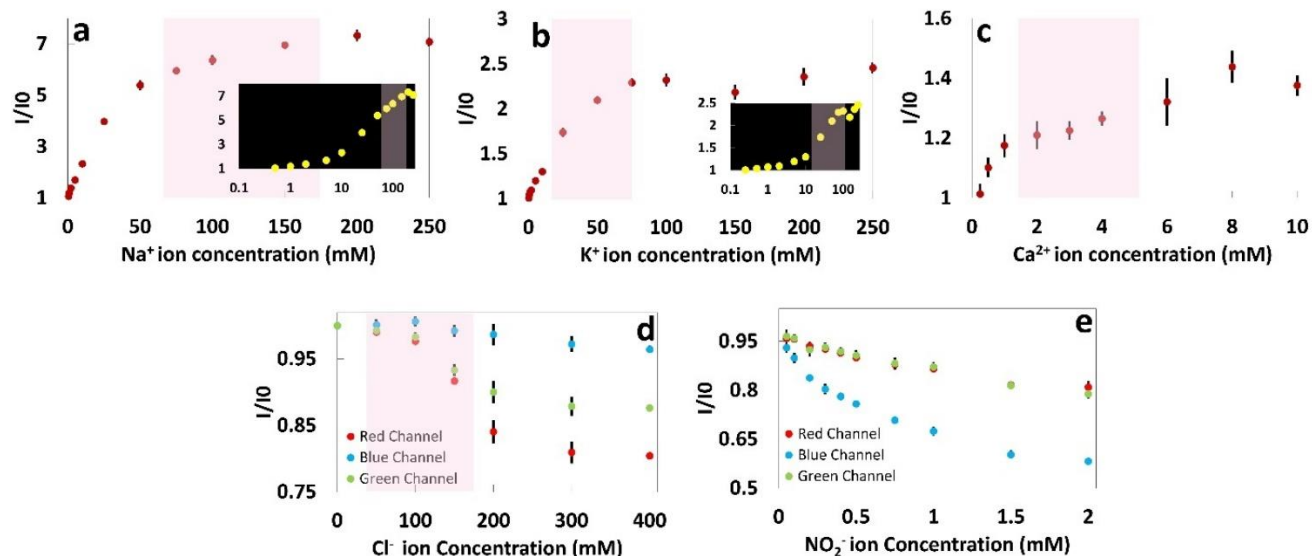 a
I/I0
7
5
3
1
0 50 100 150 200 250
Na+ ion concentration (mM)
7
6
5
4
3
2
1
0.1 1 10 100
b
I/I0
3
2.5
2
1.5
1
0 50 100 150 200 250
K+ ion concentration (mM)
2.5
2
1.5
1
0.1 1 10 100
c
I/I0
1.6
1.4
1.2
1
0 2 4 6 8 10
Ca2+ ion concentration (mM)
d
I/I0
0.95
0.85
0.75
Red Channel
Blue Channel
Green Channel
0 100 200 300 400
Cl- ion Concentration (mM)
e
I/I0
0.95
0.8
0.65
0.5
Red Channel
Blue Channel
Green Channel
0 0.5 1 1.5 2
NO2- ion Concentration (mM)